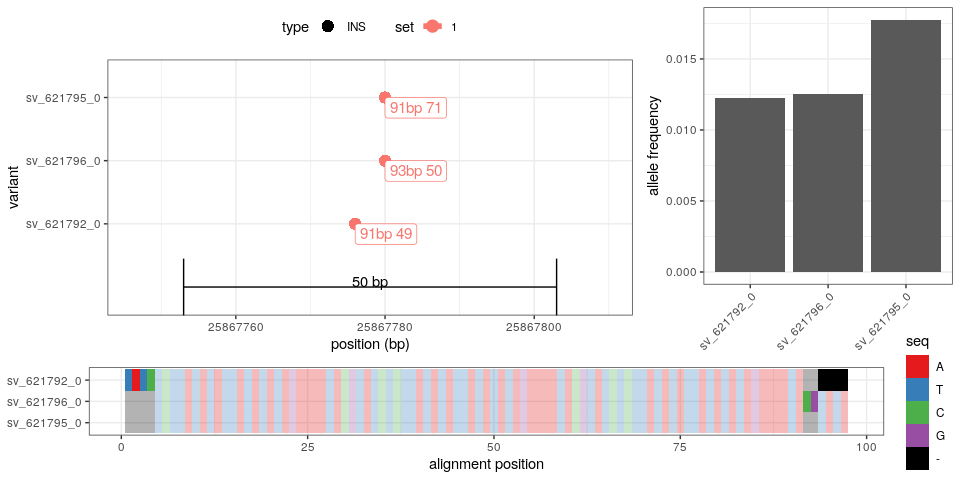 type INS set 1
variant
sv_621795_0
sv_621796_0
sv_621792_0
91bp 71
93bp 50
91bp 49
50 bp
25867760 25867780 25867800
position (bp)
allele frequency
0.015
0.010
0.005
0.000
sv_621792_0 sv_621796_0 sv_621795_0
sv_621792_0
sv_621796_0
sv_621795_0
0 25 50 75 100
alignment position
seq
A
T
C
G
-